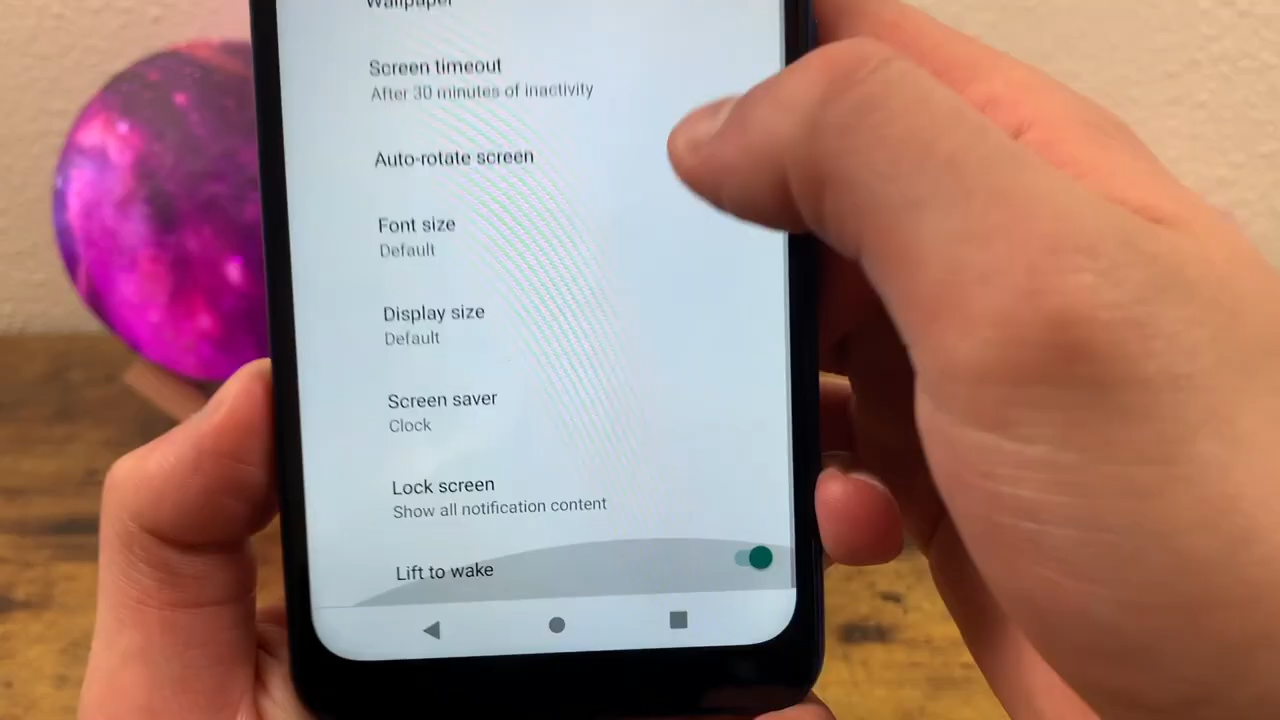 Wallpaper
Screen timeout
After 30 minutes of inactivity
Auto-rotate screen
Font size
Default
Display size
Default
Screen saver
Clock
Lock screen
Show all notification content
Lift to wake